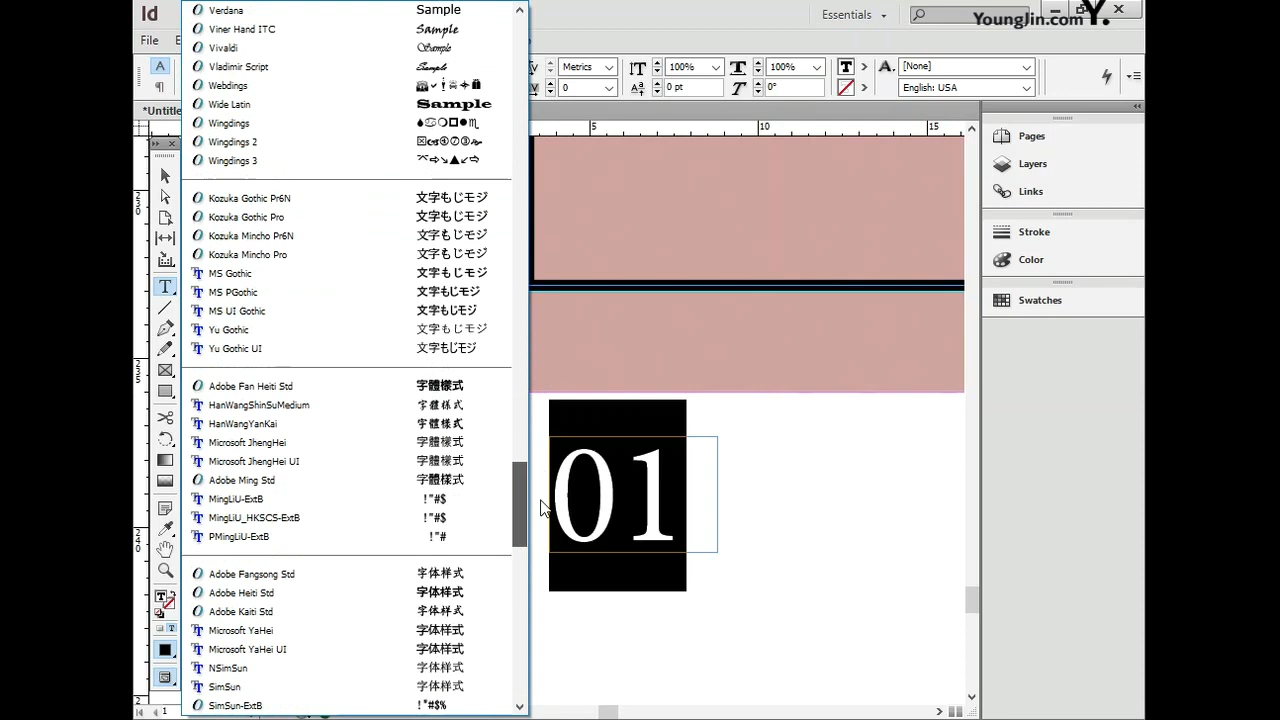 Id
Essentials
YoungJin.com Y.
File
Metrics
100%
100%
[None]
0
0 pt
0°
English: USA
*Untitle
5
10
15
Verdana Sample
Viner Hand ITC Sample
Vivaldi Sample
Vladimir Script Sample
Webdings
Wide Latin Sample
Wingdings
Wingdings 2
Wingdings 3
Kozuka Gothic Pr6N 文字もじモジ
Kozuka Gothic Pro 文字もじモジ
Kozuka Mincho Pr6N 文字もじモジ
Kozuka Mincho Pro 文字もじモジ
MS Gothic 文字もじモジ
MS PGothic 文字もじモジ
MS UI Gothic 文字もじモジ
Yu Gothic 文字もじモジ
Yu Gothic UI 文字もじモジ
Adobe Fan Heiti Std 字體樣式
HanWangShinSuMedium 字體樣式
HanWangYanKai 字體樣式
Microsoft JhengHei 字體樣式
Microsoft JhengHei UI 字體樣式
Adobe Ming Std 字體樣式
MingLiU-ExtB !"#$
MingLiU_HKSCS-ExtB !"#$
PMingLiU-ExtB !"#
Adobe Fangsong Std 字体样式
Adobe Heiti Std 字体样式
Adobe Kaiti Std 字体样式
Microsoft YaHei 字体样式
Microsoft YaHei UI 字体样式
NSimSun 字体样式
SimSun 字体样式
SimSun-ExtB !"#$%
01
Pages
Layers
Links
Stroke
Color
Swatches
1